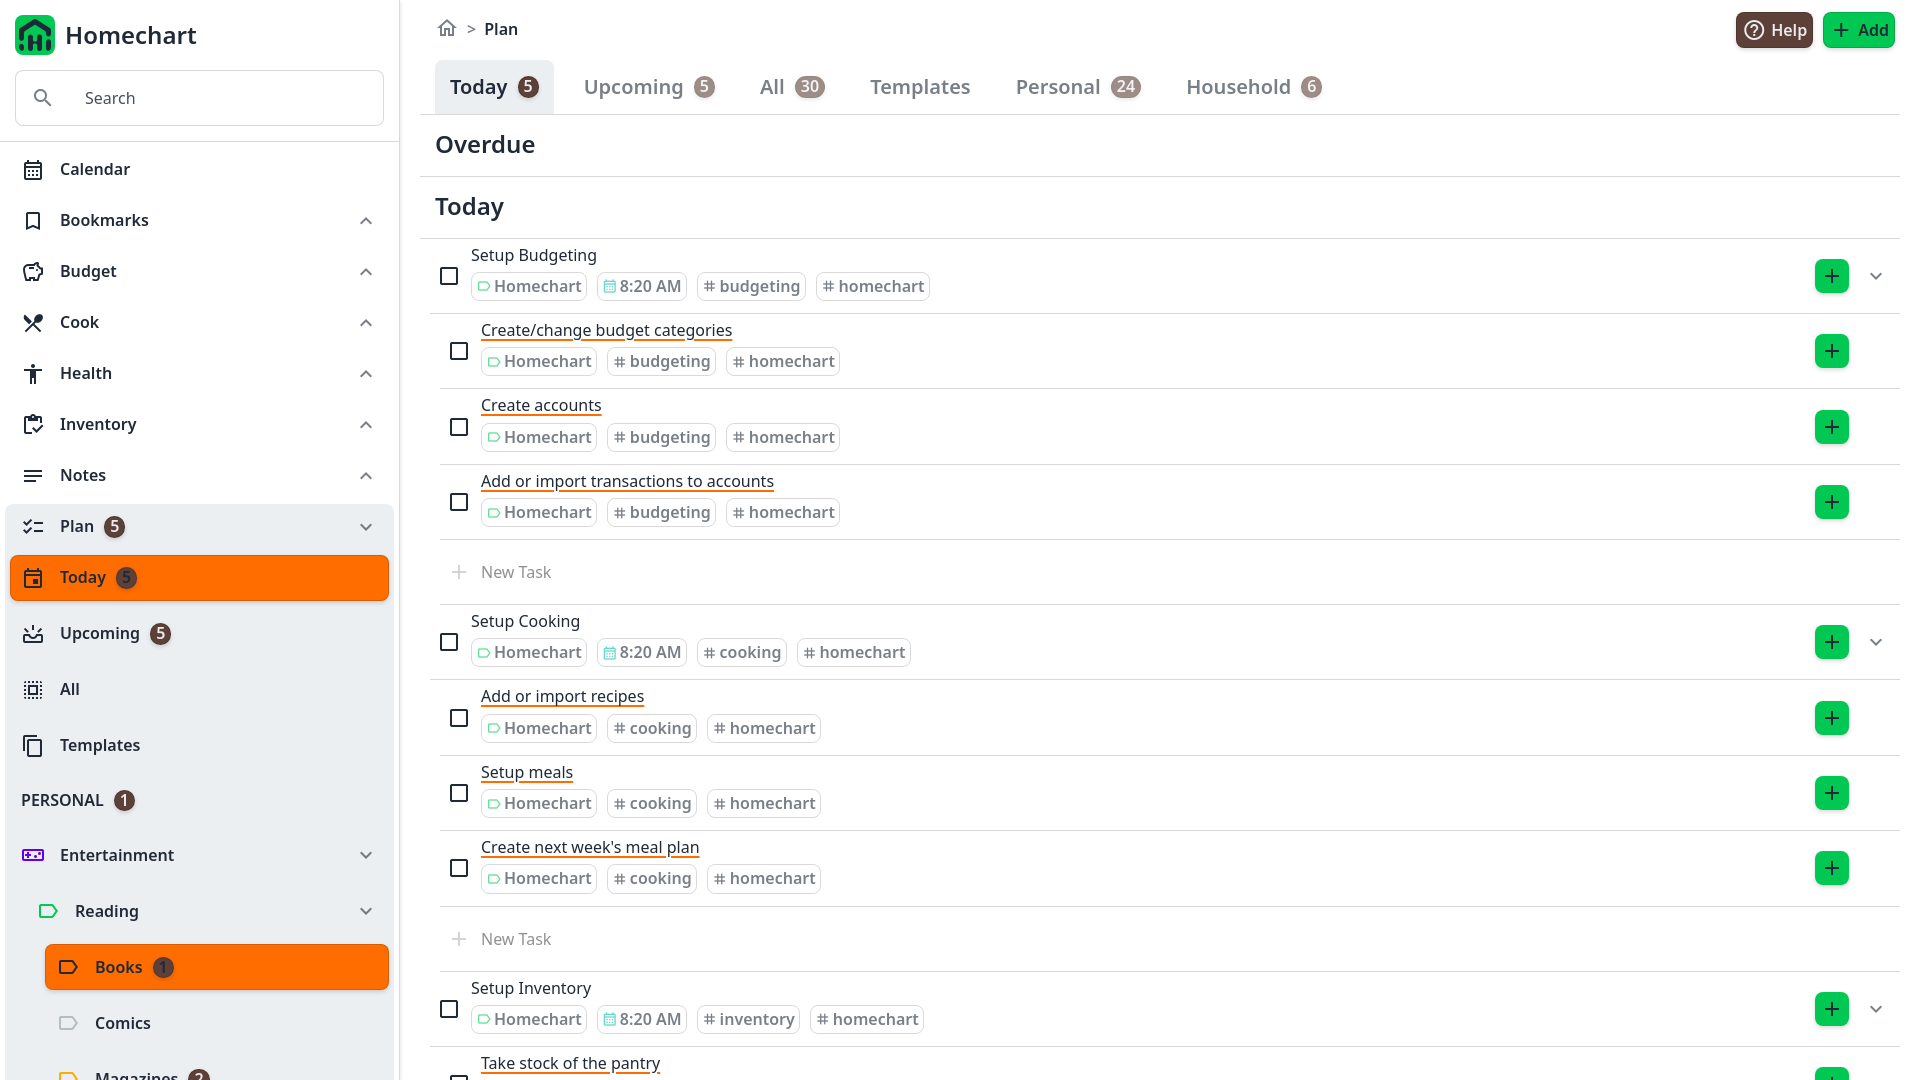 Homechart
Search
Calendar
Bookmarks
Budget
Cook
Health
Inventory
Notes
Plan 5
Today 5
Upcoming 5
All
Templates
PERSONAL 1
Entertainment
Reading
Books 1
Comics
Magazines 2
> Plan
Help
Add
Today 5 Upcoming 5 All 30 Templates Personal 24 Household 6
Overdue
Today
Setup Budgeting
Homechart 8:20 AM # budgeting # homechart
Create/change budget categories
Homechart # budgeting # homechart
Create accounts
Homechart # budgeting # homechart
Add or import transactions to accounts
Homechart # budgeting # homechart
New Task
Setup Cooking
Homechart 8:20 AM # cooking # homechart
Add or import recipes
Homechart # cooking # homechart
Setup meals
Homechart # cooking # homechart
Create next week's meal plan
Homechart # cooking # homechart
New Task
Setup Inventory
Homechart 8:20 AM # inventory # homechart
Take stock of the pantry